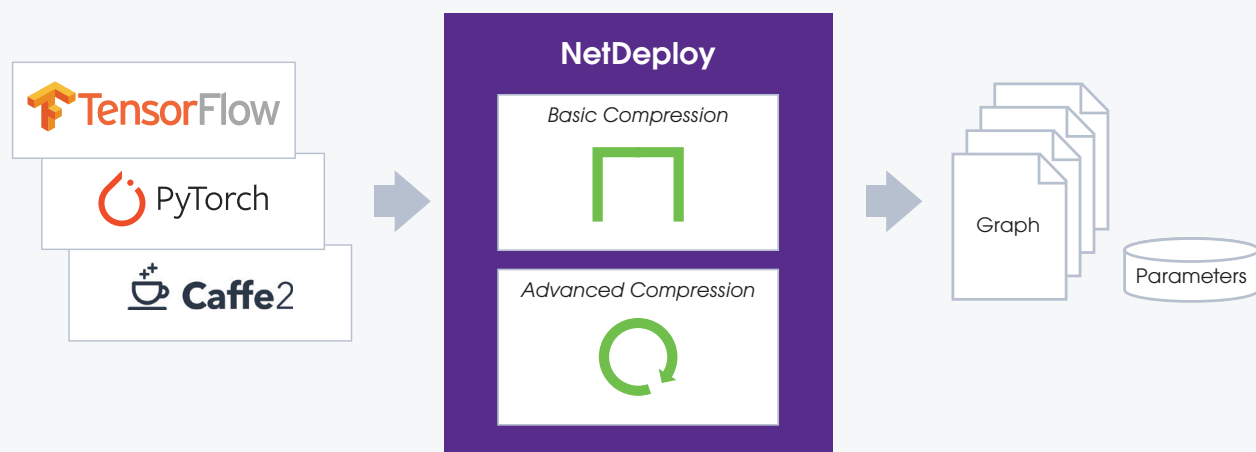 TensorFlow
PyTorch
Caffe2
NetDeploy
Basic Compression
Advanced Compression
Graph
Parameters